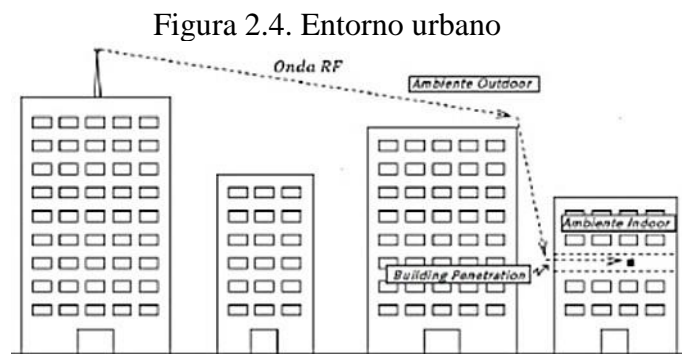 Figura 2.4. Entorno urbano
Onda RF
Ambiente Outdoor
Ambiente Indoor
Building Penetration